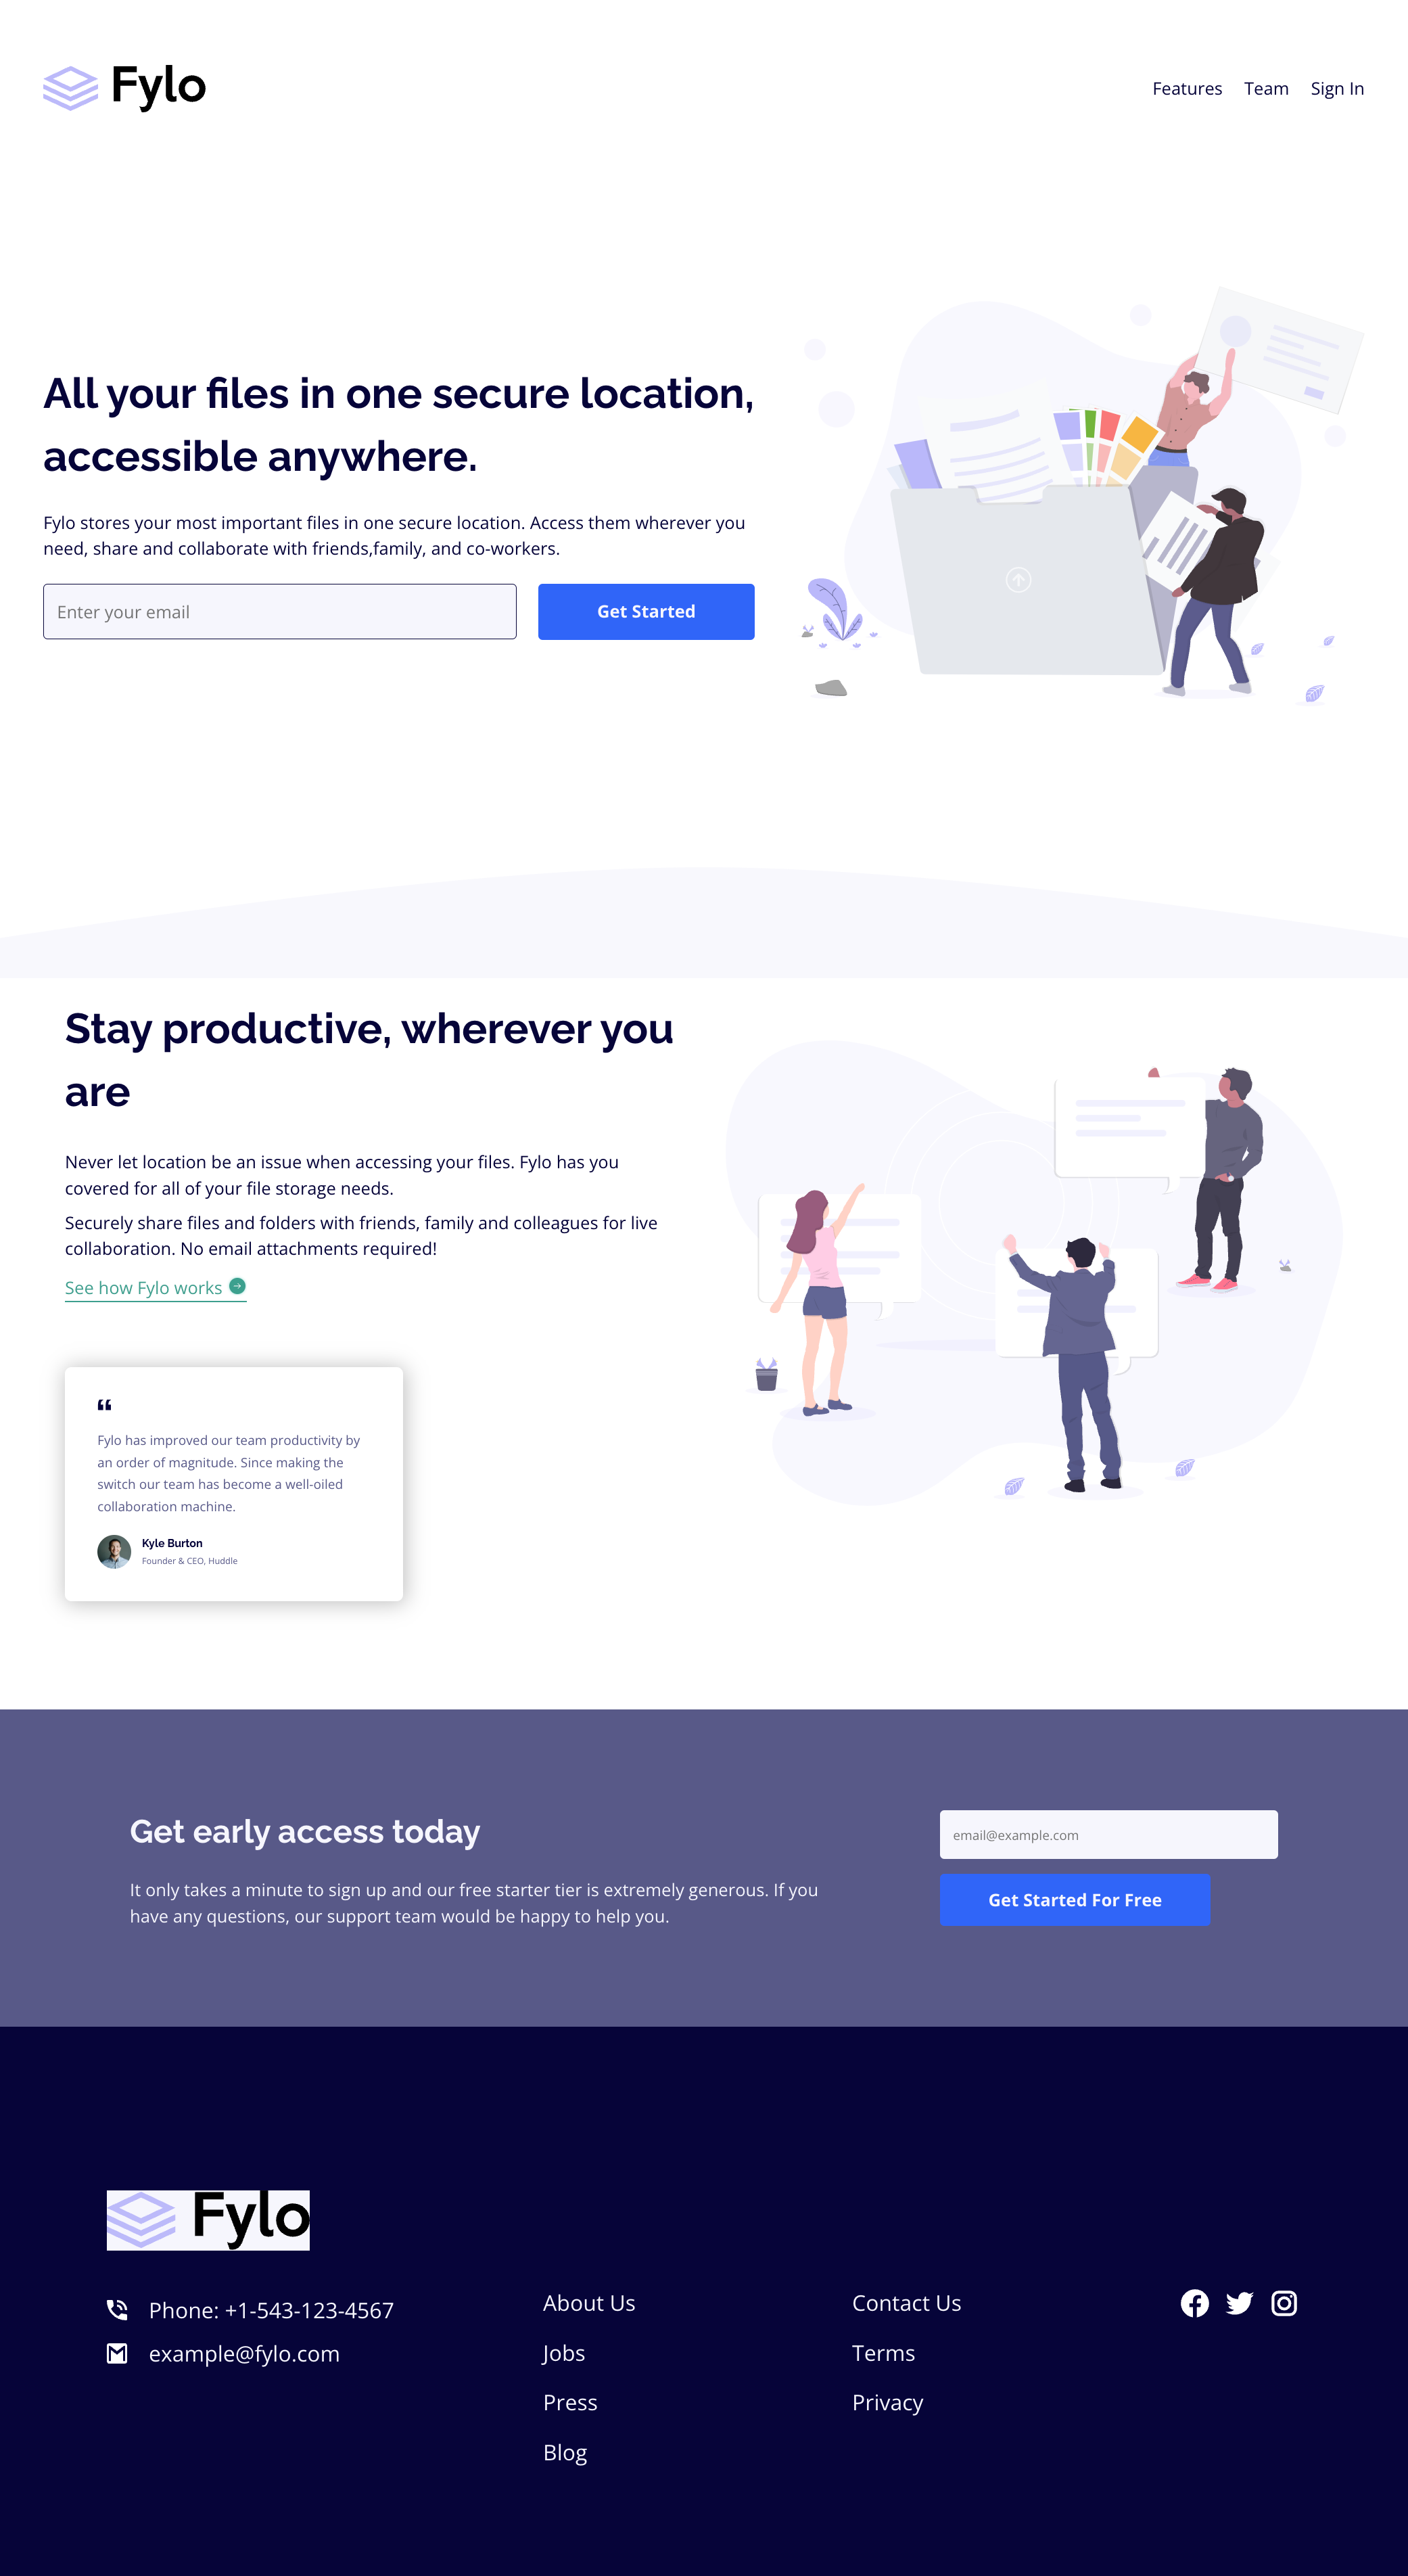 Fylo
Features Team Sign In
All your files in one secure location,
accessible anywhere.
Fylo stores your most important files in one secure location. Access them wherever you
need, share and collaborate with friends,family, and co-workers.
Enter your email
Get Started
Stay productive, wherever you
are
Never let location be an issue when accessing your files. Fylo has you
covered for all of your file storage needs.
Securely share files and folders with friends, family and colleagues for live
collaboration. No email attachments required!
See how Fylo works
“
Fylo has improved our team productivity by
an order of magnitude. Since making the
switch our team has become a well-oiled
collaboration machine.
Kyle Burton
Founder & CEO, Huddle
Get early access today
It only takes a minute to sign up and our free starter tier is extremely generous. If you
have any questions, our support team would be happy to help you.
email@example.com
Get Started For Free
Fylo
Phone: +1-543-123-4567
example@fylo.com
About Us
Jobs
Press
Blog
Contact Us
Terms
Privacy